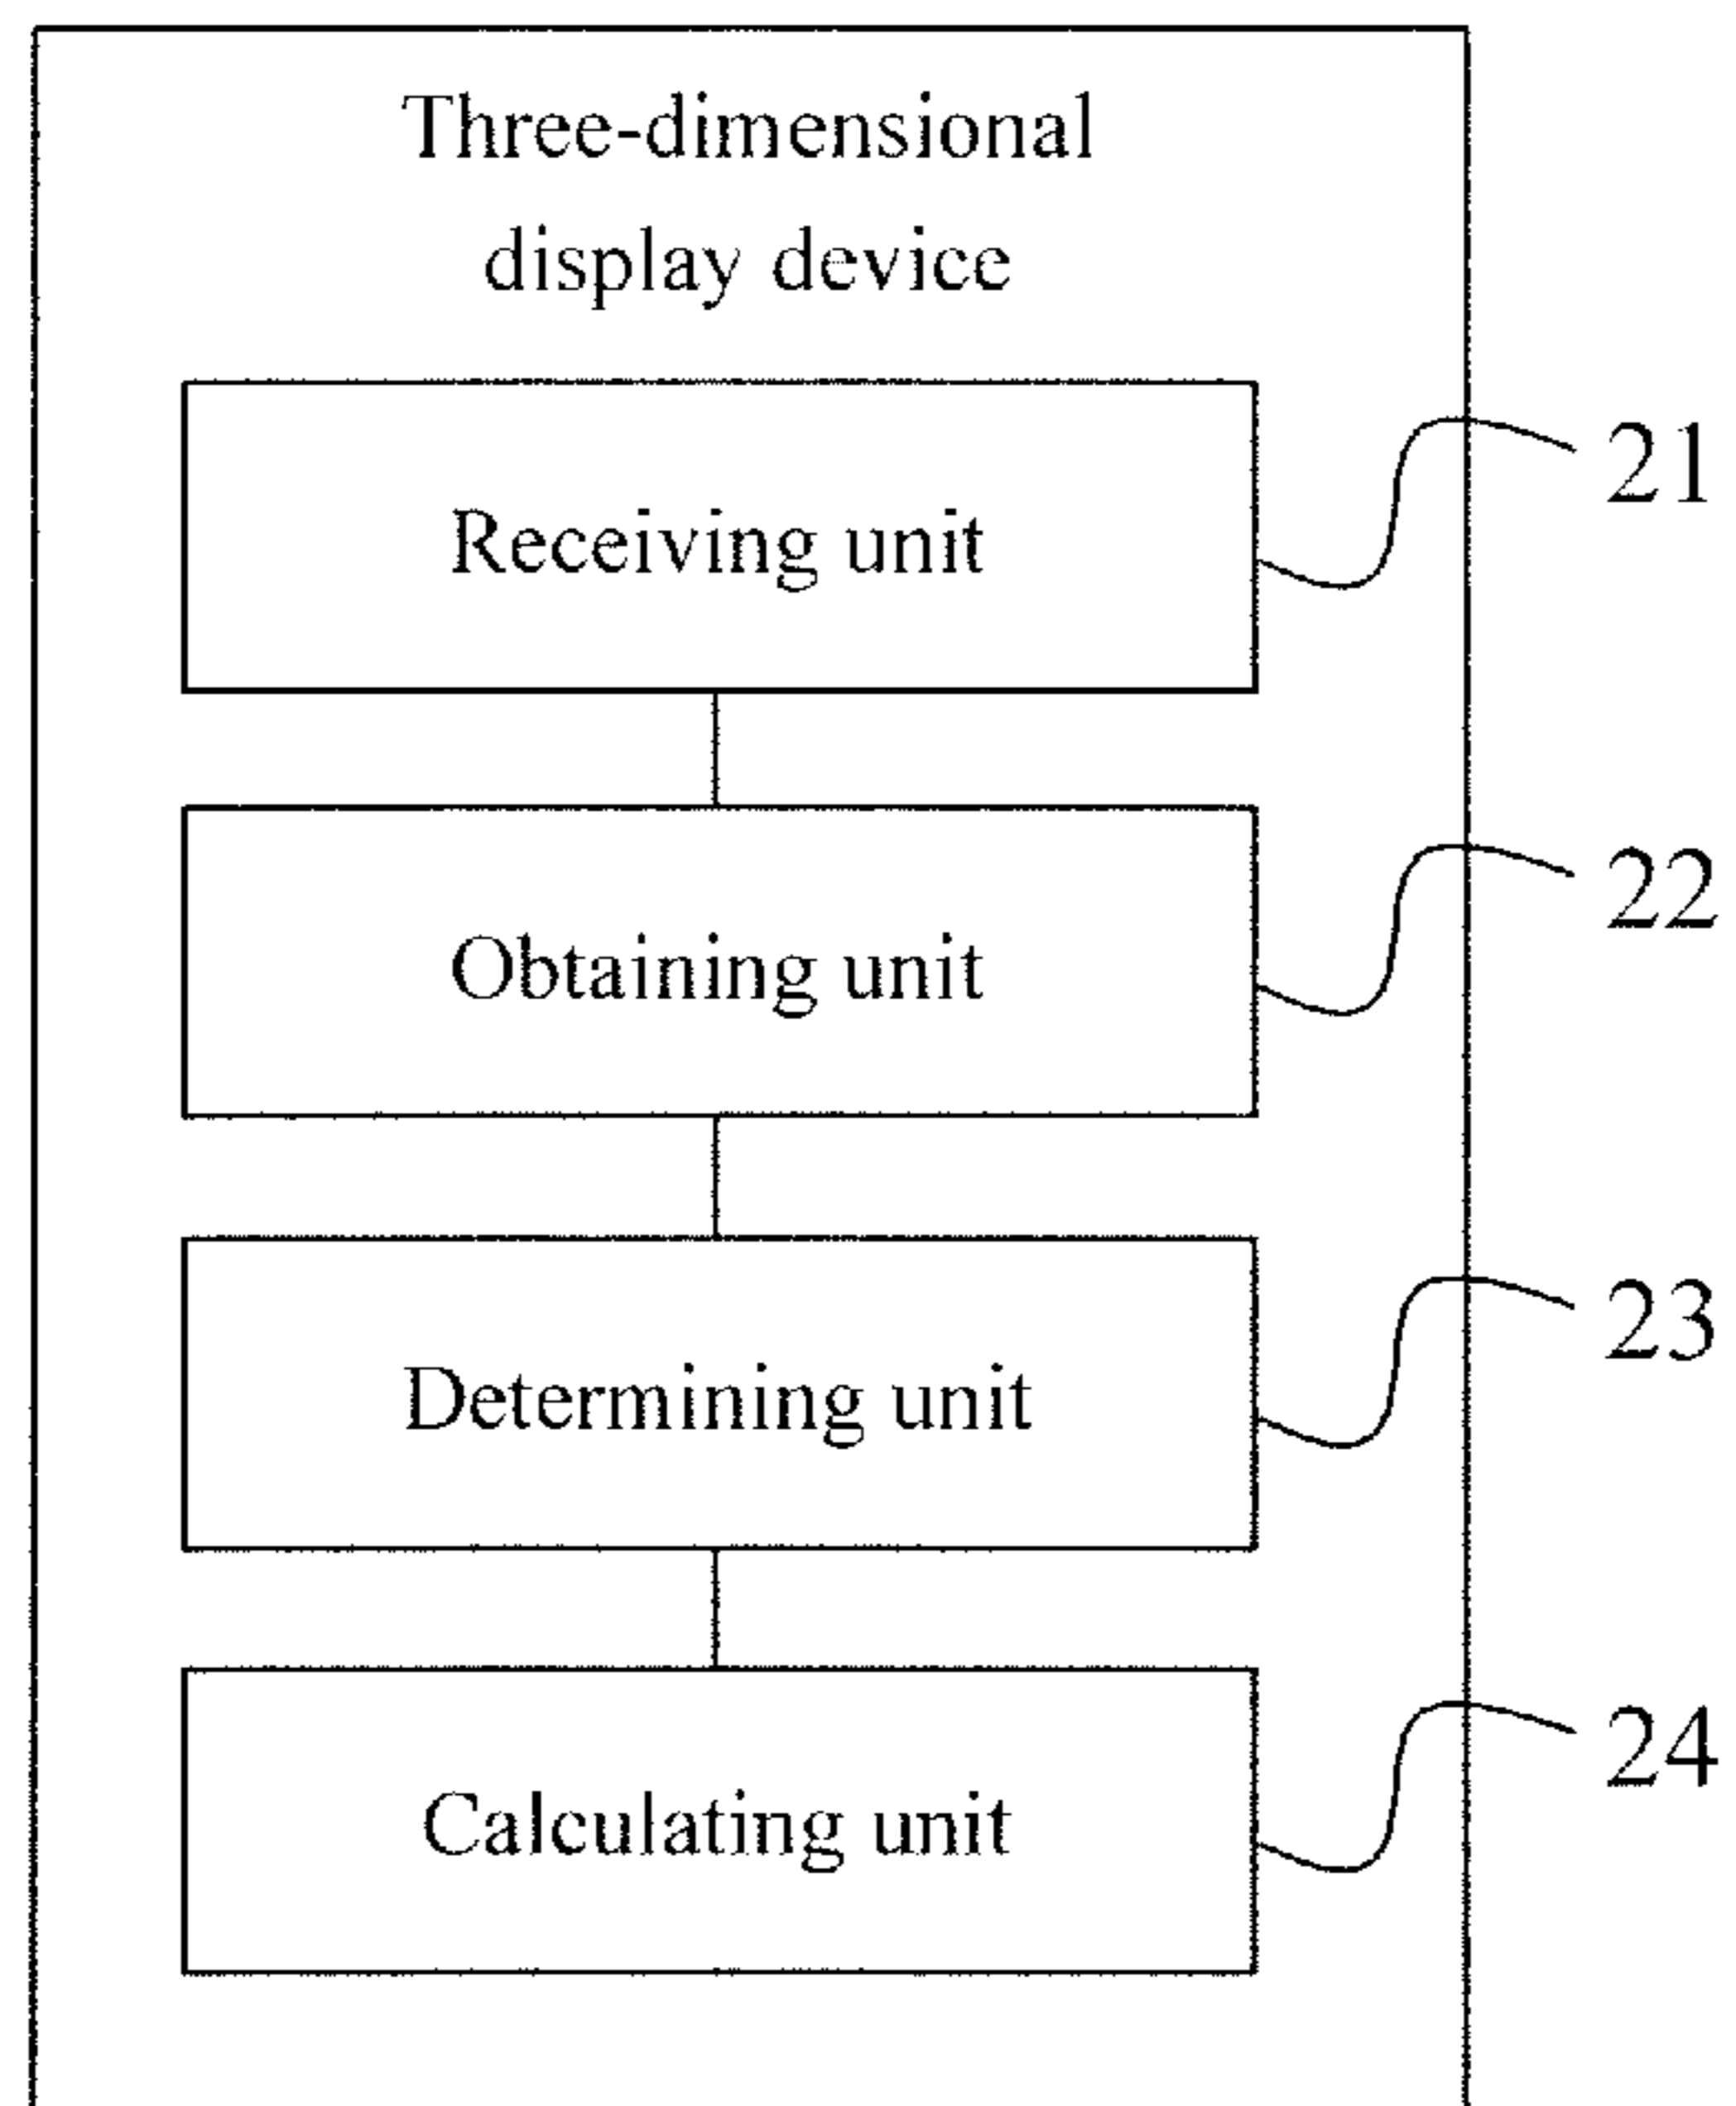 Three-dimensional
display device
Receiving unit
21
Obtaining unit
22
Determining unit
23
Calculating unit
24